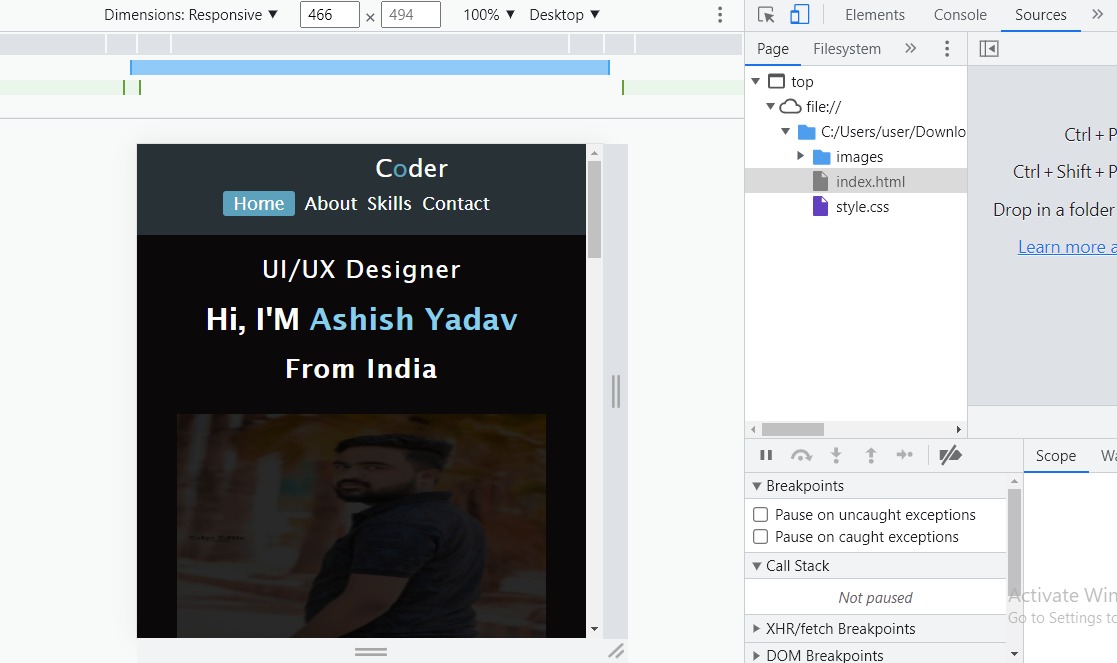 Dimensions: Responsive ▼ 466 × 494 100% ▼ Desktop ▼
Elements Console Sources »
Page Filesystem »
top
file://
C:/Users/user/Downlo
images
index.html
style.css
Ctrl + P
Ctrl + Shift + P
Drop in a folder
Learn more a
Coder
Home About Skills Contact
UI/UX Designer
Hi, I'M Ashish Yadav
From India
Scope Wa
Breakpoints
Pause on uncaught exceptions
Pause on caught exceptions
Call Stack
Not paused
XHR/fetch Breakpoints
DOM Breakpoints
Activate Win
Go to Settings to